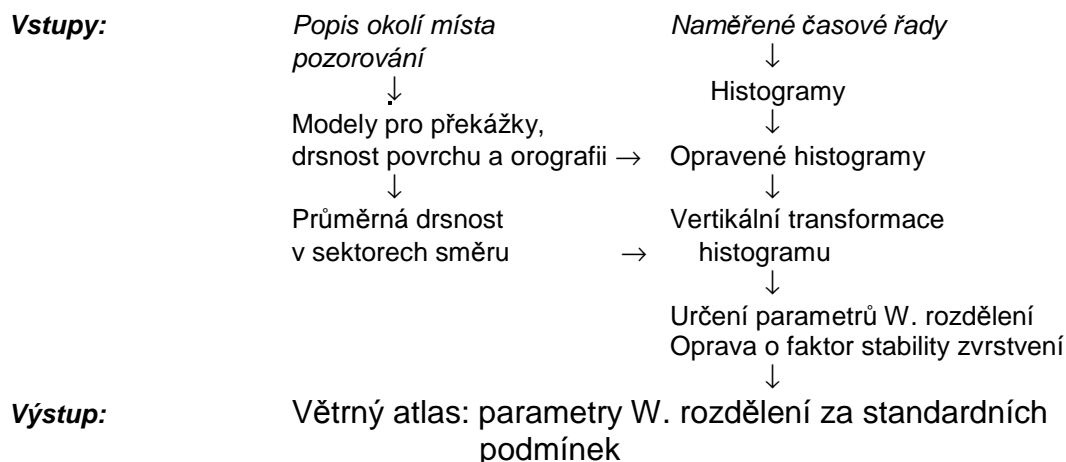 Vstupy: Popis okolí místa Naměřené časové řady
pozorování ↓
↓ Histogramy
↓
Modely pro překážky,
drsnost povrchu a orografii → Opravené histogramy
↓ ↓
Průměrná drsnost Vertikální transformace
v sektorech směru → histogramu
↓
Určení parametrů W. rozdělení
Oprava o faktor stability zvrstvení
↓
Výstup: Větrný atlas: parametry W. rozdělení za standardních
podmínek